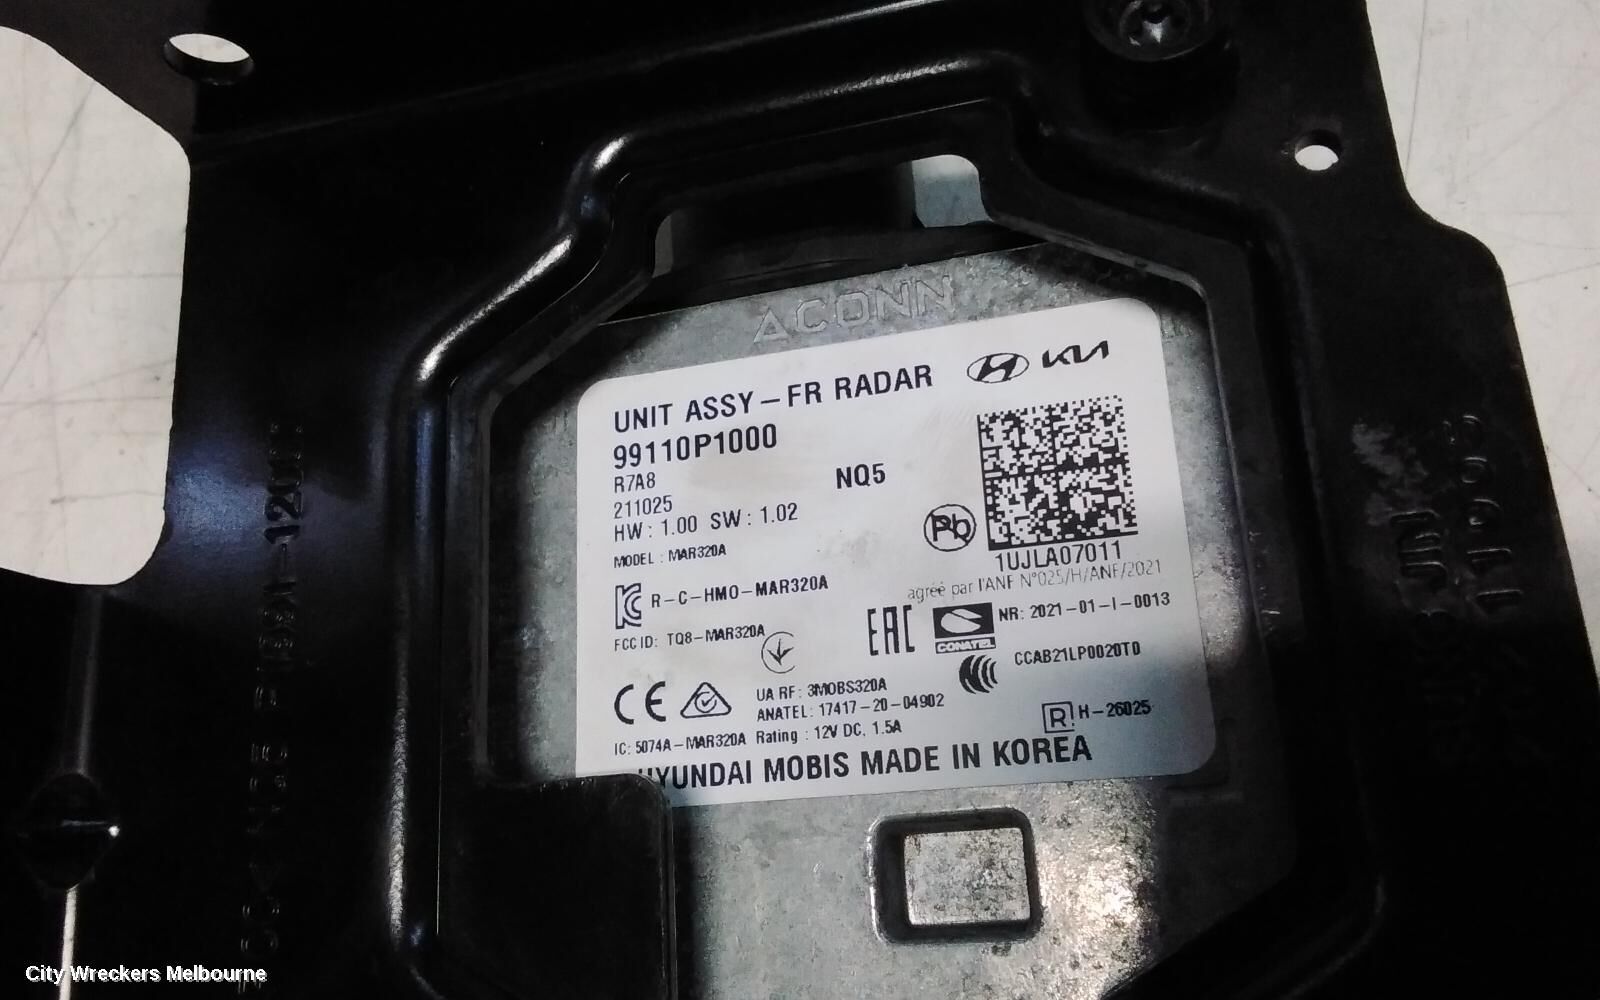 ACONN
UNIT ASSY-FR RADAR
KIA
99110P1000
R7A8
NQ5
211025
HW : 1.00 SW : 1.02
MODEL : MAR320A
Pb
1UJLA07011
agréé par l'ANF N°025/H/ANF/2021
R-C-HMO-MAR320A
NR: 2021-01-I-0013
FCC ID: TQ8-MAR320A
EAC
CONATEL
CCAB21LP0020T0
CE
UA RF: 3MOBS320A
ANATEL: 17417-20-04902
R H-26025
IC: 5074A-MAR320A Rating : 12V DC, 1.5A
HYUNDAI MOBIS MADE IN KOREA
City Wreckers Melbourne